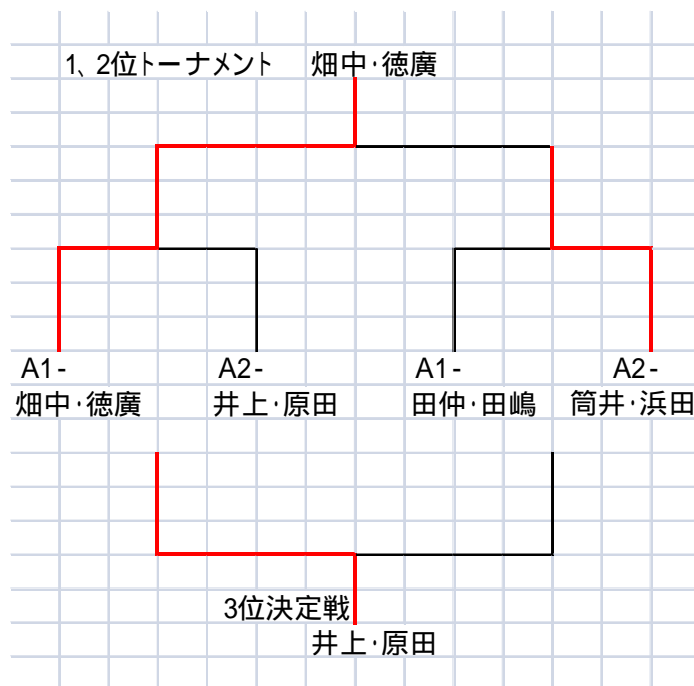 1、2位トーナメント 畑中・徳廣
A1- A2- A1- A2-
畑中・徳廣 井上・原田 田仲・田嶋 筒井・浜田
3位決定戦
井上・原田